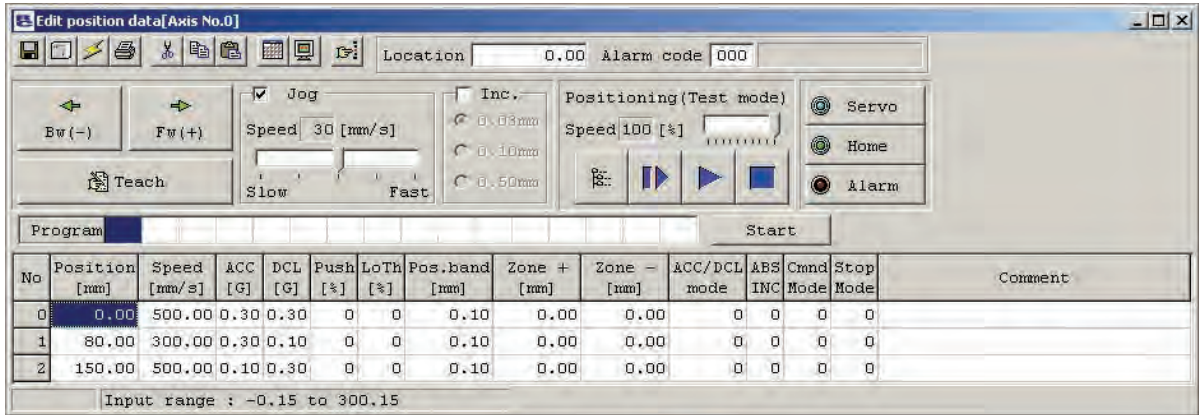 Edit position data[Axis No.0]
Location 0.00 Alarm code 000
Bw(-) Fw(+)
Teach
Jog
Speed 30 [mm/s]
Slow Fast
Inc.
0.03mm
0.10mm
0.50mm
Positioning(Test mode)
Speed 100 [%]
Servo
Home
Alarm
Program Start
No Position [mm] Speed [mm/s] ACC [G] DCL [G] Push [%] LoTh [%] Pos.band [mm] Zone + [mm] Zone - [mm] ACC/DCL mode ABS INC Cmnd Mode Stop Mode Comment
0 0.00 500.00 0.30 0.30 0 0 0.10 0.00 0.00 0 0 0 0
1 80.00 300.00 0.30 0.10 0 0 0.10 0.00 0.00 0 0 0 0
2 150.00 500.00 0.10 0.30 0 0 0.10 0.00 0.00 0 0 0 0
Input range : -0.15 to 300.15